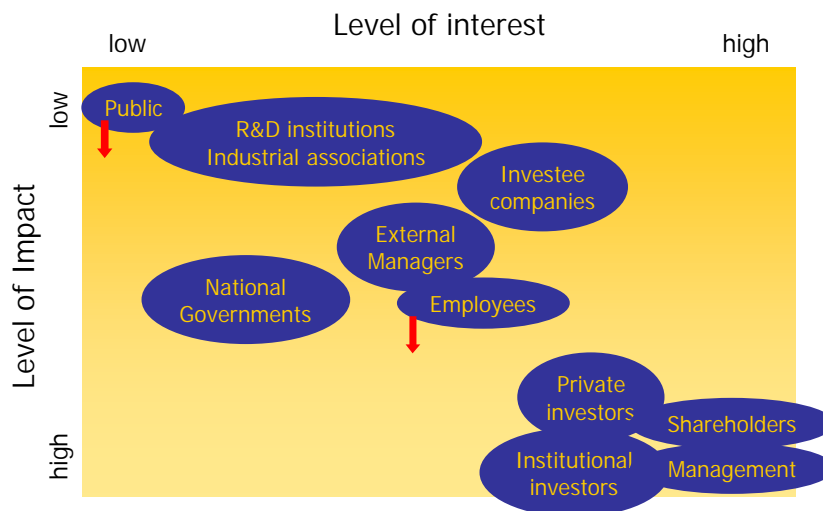 Level of interest
low
high
low
Level of Impact
high
Public
R&D institutions
Industrial associations
Investee
companies
External
Managers
National
Governments
Employees
Private
investors
Shareholders
Institutional
investors
Management